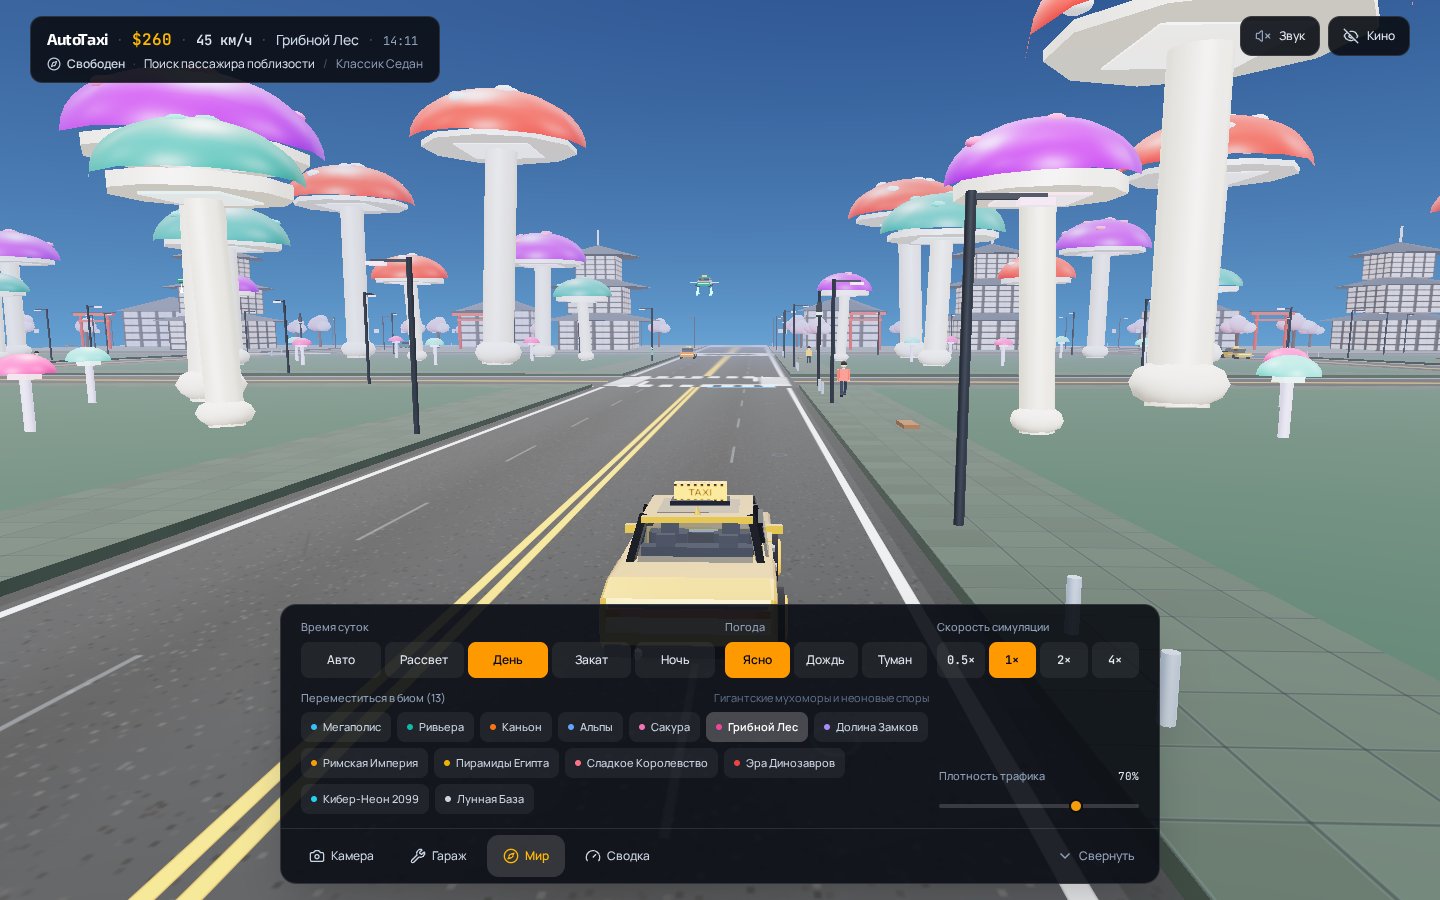 AutoTaxi · $260 · 45 км/ч · Грибной Лес · 14:11
Свободен · Поиск пассажира поблизости / Классик Седан
Звук
Кино
TAXI
Время суток
Авто
Рассвет
День
Закат
Ночь
Погода
Ясно
Дождь
Туман
Скорость симуляции
0.5×
1×
2×
4×
Переместиться в биом (13)
Гигантские мухоморы и неоновые споры
Мегаполис
Ривьера
Каньон
Альпы
Сакура
Грибной Лес
Долина Замков
Римская Империя
Пирамиды Египта
Сладкое Королевство
Эра Динозавров
Кибер-Неон 2099
Лунная База
Плотность трафика
70%
Камера
Гараж
Мир
Сводка
Свернуть